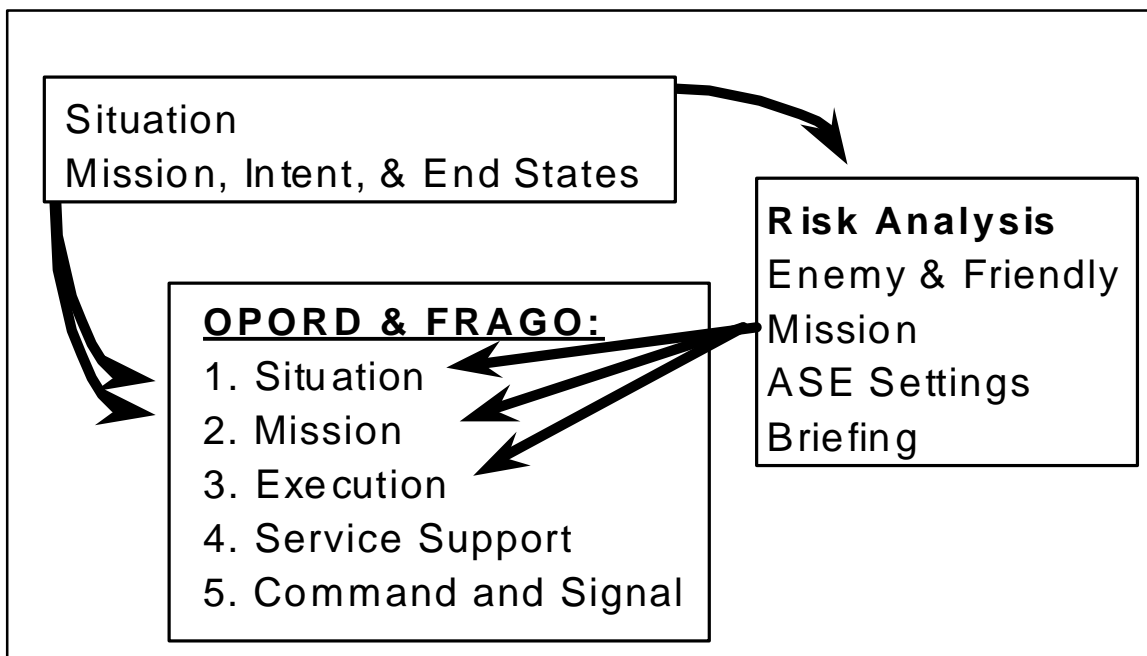 Situation
Mission, Intent, & End States
Risk Analysis
Enemy & Friendly
Mission
ASE Settings
Briefing
OPORD & FRAGO:
1. Situation
2. Mission
3. Execution
4. Service Support
5. Command and Signal